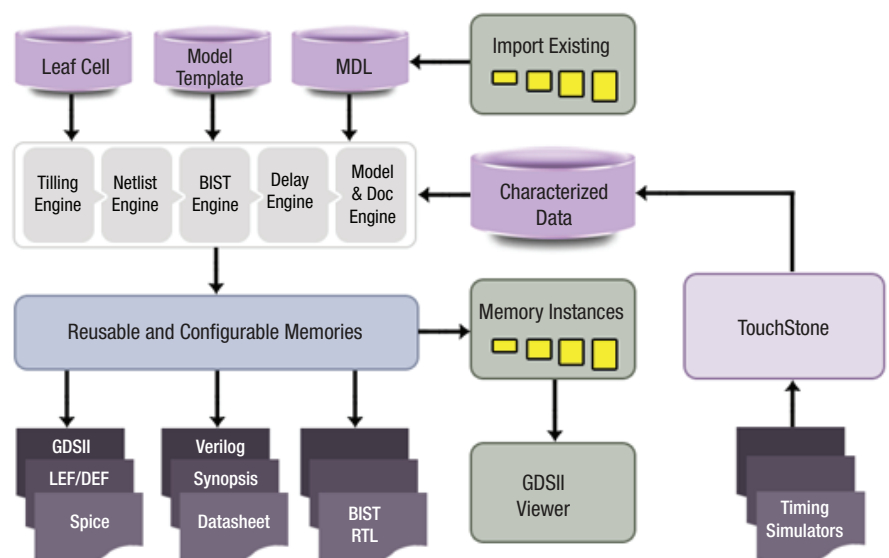 Leaf Cell
Model
Template
MDL
Import Existing
Tilling
Engine
Netlist
Engine
BIST
Engine
Delay
Engine
Model
& Doc
Engine
Characterized
Data
Reusable and Configurable Memories
Memory Instances
TouchStone
GDSII
LEF/DEF
Spice
Verilog
Synopsis
Datasheet
BIST
RTL
GDSII
Viewer
Timing
Simulators